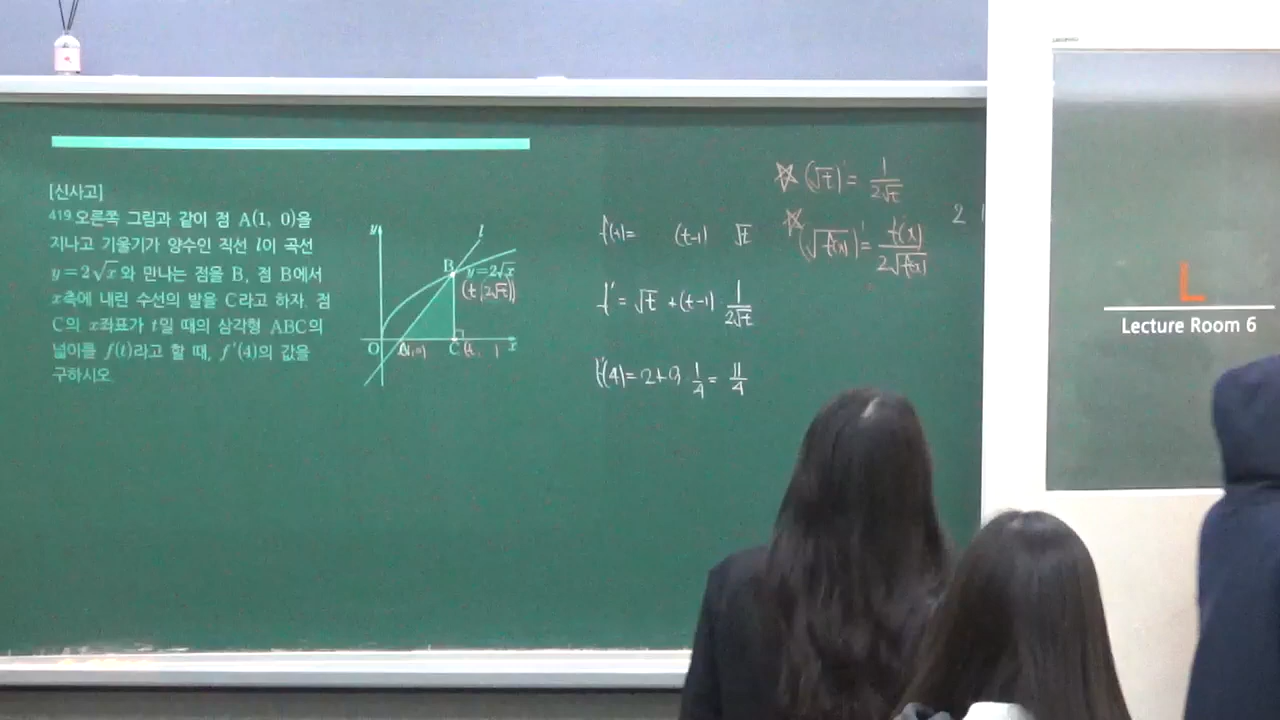 [신사고]
419 오른쪽 그림과 같이 점 A(1, 0)을
지나고 기울기가 양수인 직선 l이 곡선
y=2√x와 만나는 점을 B, 점 B에서
x축에 내린 수선의 발을 C라고 하자. 점
C의 x좌표가 t일 때의 삼각형 ABC의
넓이를 f(t)라고 할 때, f′(4)의 값을
구하시오.
y
l
B
y=2√x
(t, 2√t)
O
C
x
f(t)= (t-1) √t
f′ = √t + (t-1) 1/2√t
f′(4) = 2+3 1/4 = 11/4
☆ (√t)′ = 1/2√t
☆ (√f(x))′ = f′(x)/2√f(x)
2
L
Lecture Room 6